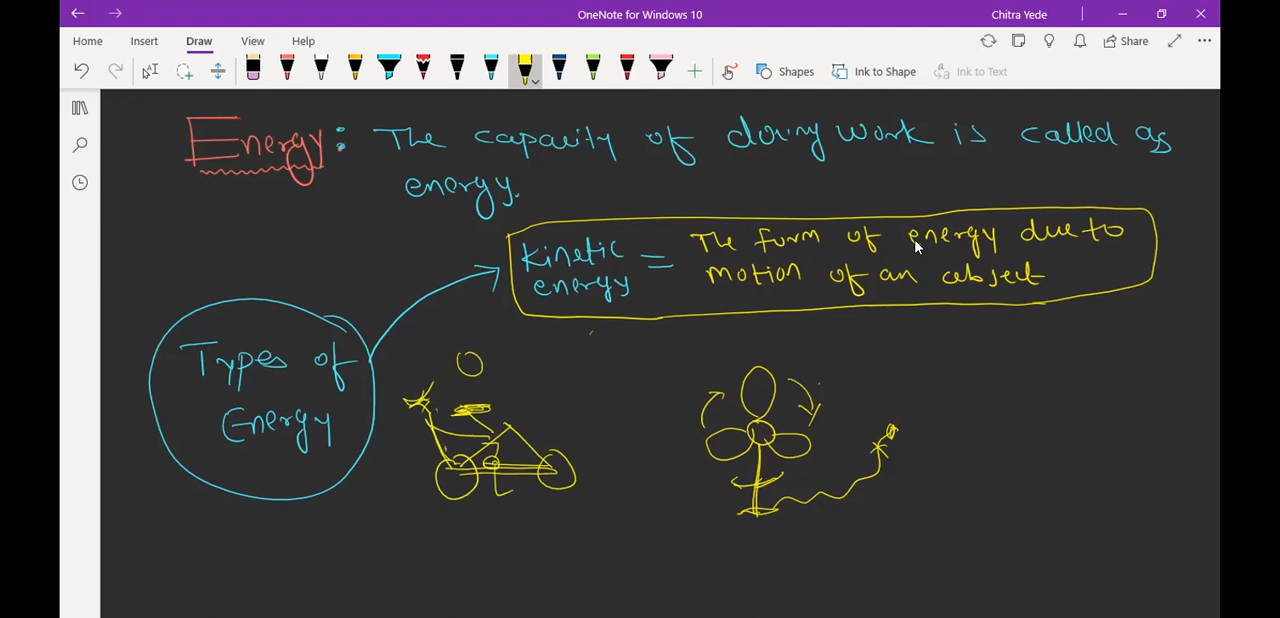 OneNote for Windows 10
Chitra Yede
Home Insert Draw View Help
Share
Shapes Ink to Shape Ink to Text
Energy: The capacity of doing work is called as
energy.
kinetic energy = The form of energy due to
motion of an object
Types of
Energy